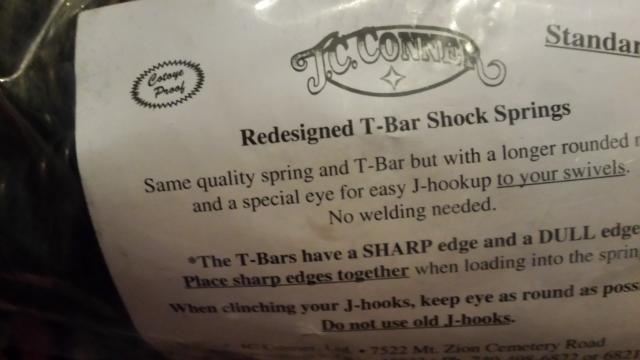 Cotoye
Proof
J.C. CONNER
Standar
Redesigned T-Bar Shock Springs
Same quality spring and T-Bar but with a longer rounded
and a special eye for easy J-hookup to your swivels.
No welding needed.
*The T-Bars have a SHARP edge and a DULL edge
Place sharp edges together when loading into the sprin
When clinching your J-hooks, keep eye as round as poss
Do not use old J-hooks.
7522 Mt. Zion Cemetery Road